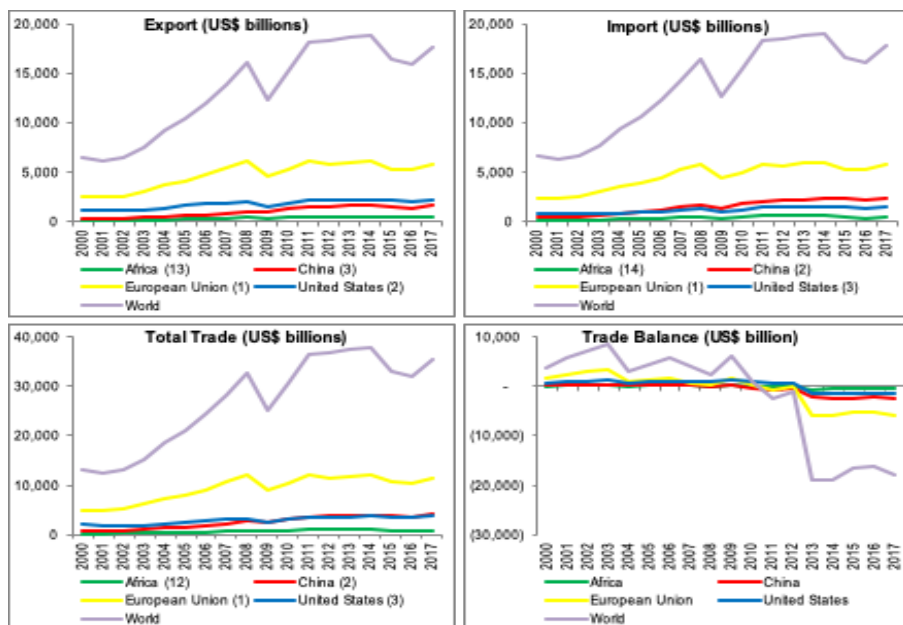 Export (US$ billions)
20,000
15,000
10,000
5,000
0
2000 2001 2002 2003 2004 2005 2006 2007 2008 2009 2010 2011 2012 2013 2014 2015 2016 2017
Africa (13) China (3)
European Union (1) United States (2)
World
Import (US$ billions)
20,000
15,000
10,000
5,000
0
2000 2001 2002 2003 2004 2005 2006 2007 2008 2009 2010 2011 2012 2013 2014 2015 2016 2017
Africa (14) China (2)
European Union (1) United States (3)
World
Total Trade (US$ billions)
40,000
30,000
20,000
10,000
0
2000 2001 2002 2003 2004 2005 2006 2007 2008 2009 2010 2011 2012 2013 2014 2015 2016 2017
Africa (12) China (2)
European Union (1) United States (3)
World
Trade Balance (US$ billion)
10,000
-
(10,000)
(20,000)
(30,000)
2000 2001 2002 2003 2004 2005 2006 2007 2008 2009 2010 2011 2012 2013 2014 2015 2016 2017
Africa China
European Union United States
World